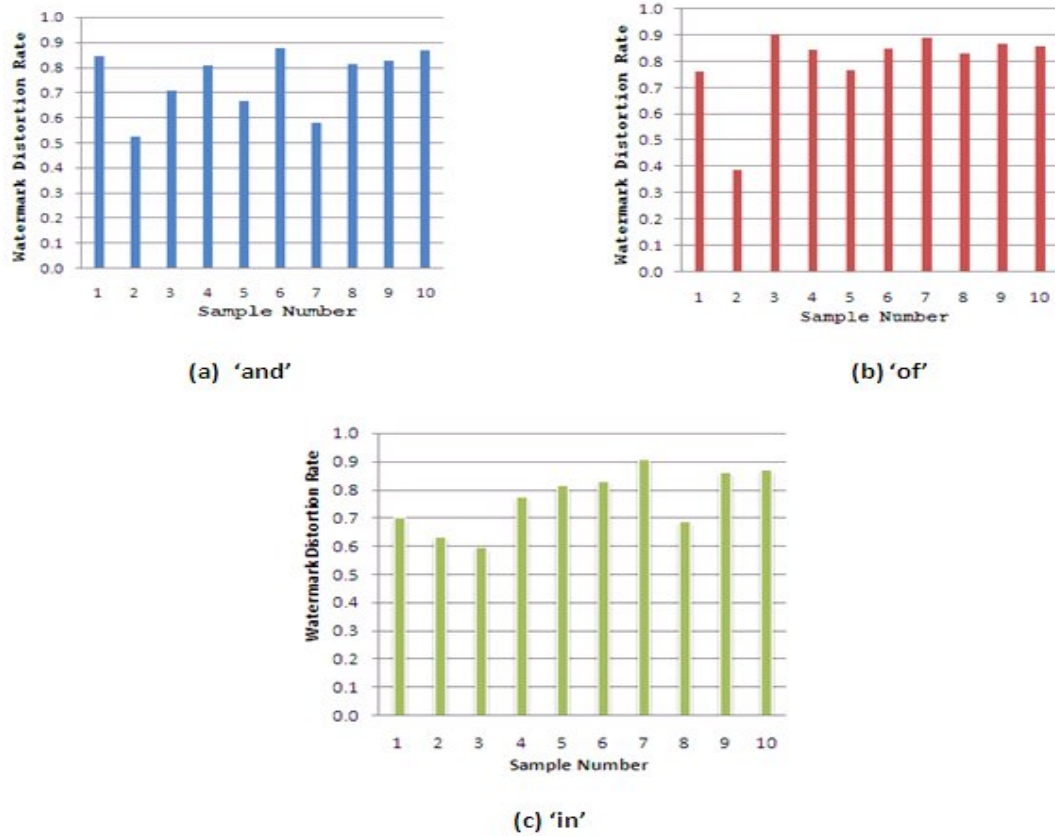 Watermark Distortion Rate
1.0
0.9
0.8
0.7
0.6
0.5
0.4
0.3
0.2
0.1
0.0
1 2 3 4 5 6 7 8 9 10
Sample Number
(a) ‘and’
Watermark Distrotion Rate
1.0
0.9
0.8
0.7
0.6
0.5
0.4
0.3
0.2
0.1
0.0
1 2 3 4 5 6 7 8 9 10
Sample Number
(b) ‘of’
Watermark Distortion Rate
1.0
0.9
0.8
0.7
0.6
0.5
0.4
0.3
0.2
0.1
0.0
1 2 3 4 5 6 7 8 9 10
Sample Number
(c) ‘in’